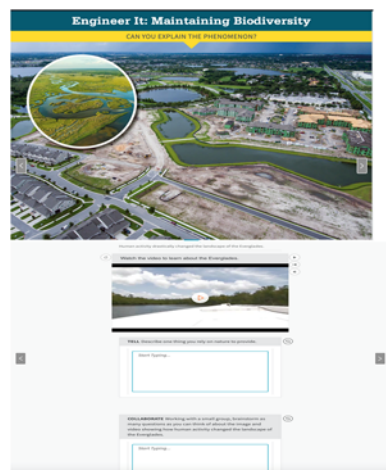 Engineer It: Maintaining Biodiversity
CAN YOU EXPLAIN THE PHENOMENON?
Human activity drastically changed the landscape of the Everglades.
Watch the video to learn about the Everglades.
TELL Describe one thing you rely on nature to provide.
Start Typing...
COLLABORATE Working with a small group, brainstorm as
many questions as you can think of about the image and
video showing how human activity changed the landscape of
the Everglades.
Start Typing...